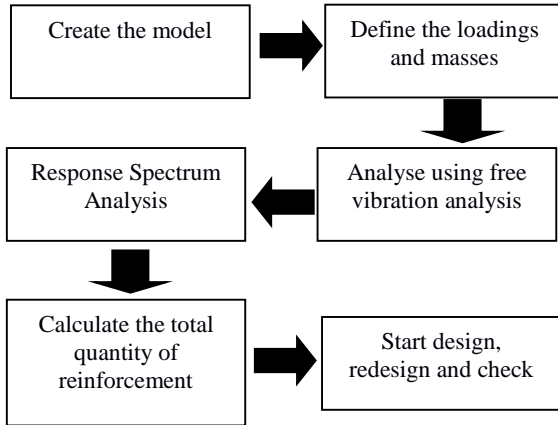 Create the model
Define the loadings
and masses
Analyse using free
vibration analysis
Response Spectrum
Analysis
Calculate the total
quantity of
reinforcement
Start design,
redesign and check